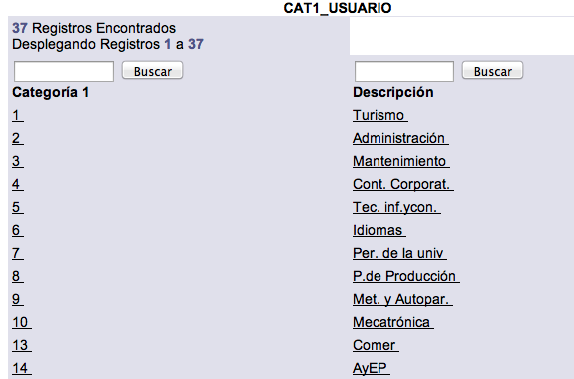 CAT1_USUARIO
37 Registros Encontrados
Desplegando Registros 1 a 37
Buscar Buscar
Categoría 1 Descripción
1 Turismo
2 Administración
3 Mantenimiento
4 Cont. Corporat.
5 Tec. inf.ycon.
6 Idiomas
7 Per. de la univ
8 P.de Producción
9 Met. y Autopar.
10 Mecatrónica
13 Comer
14 AyEP